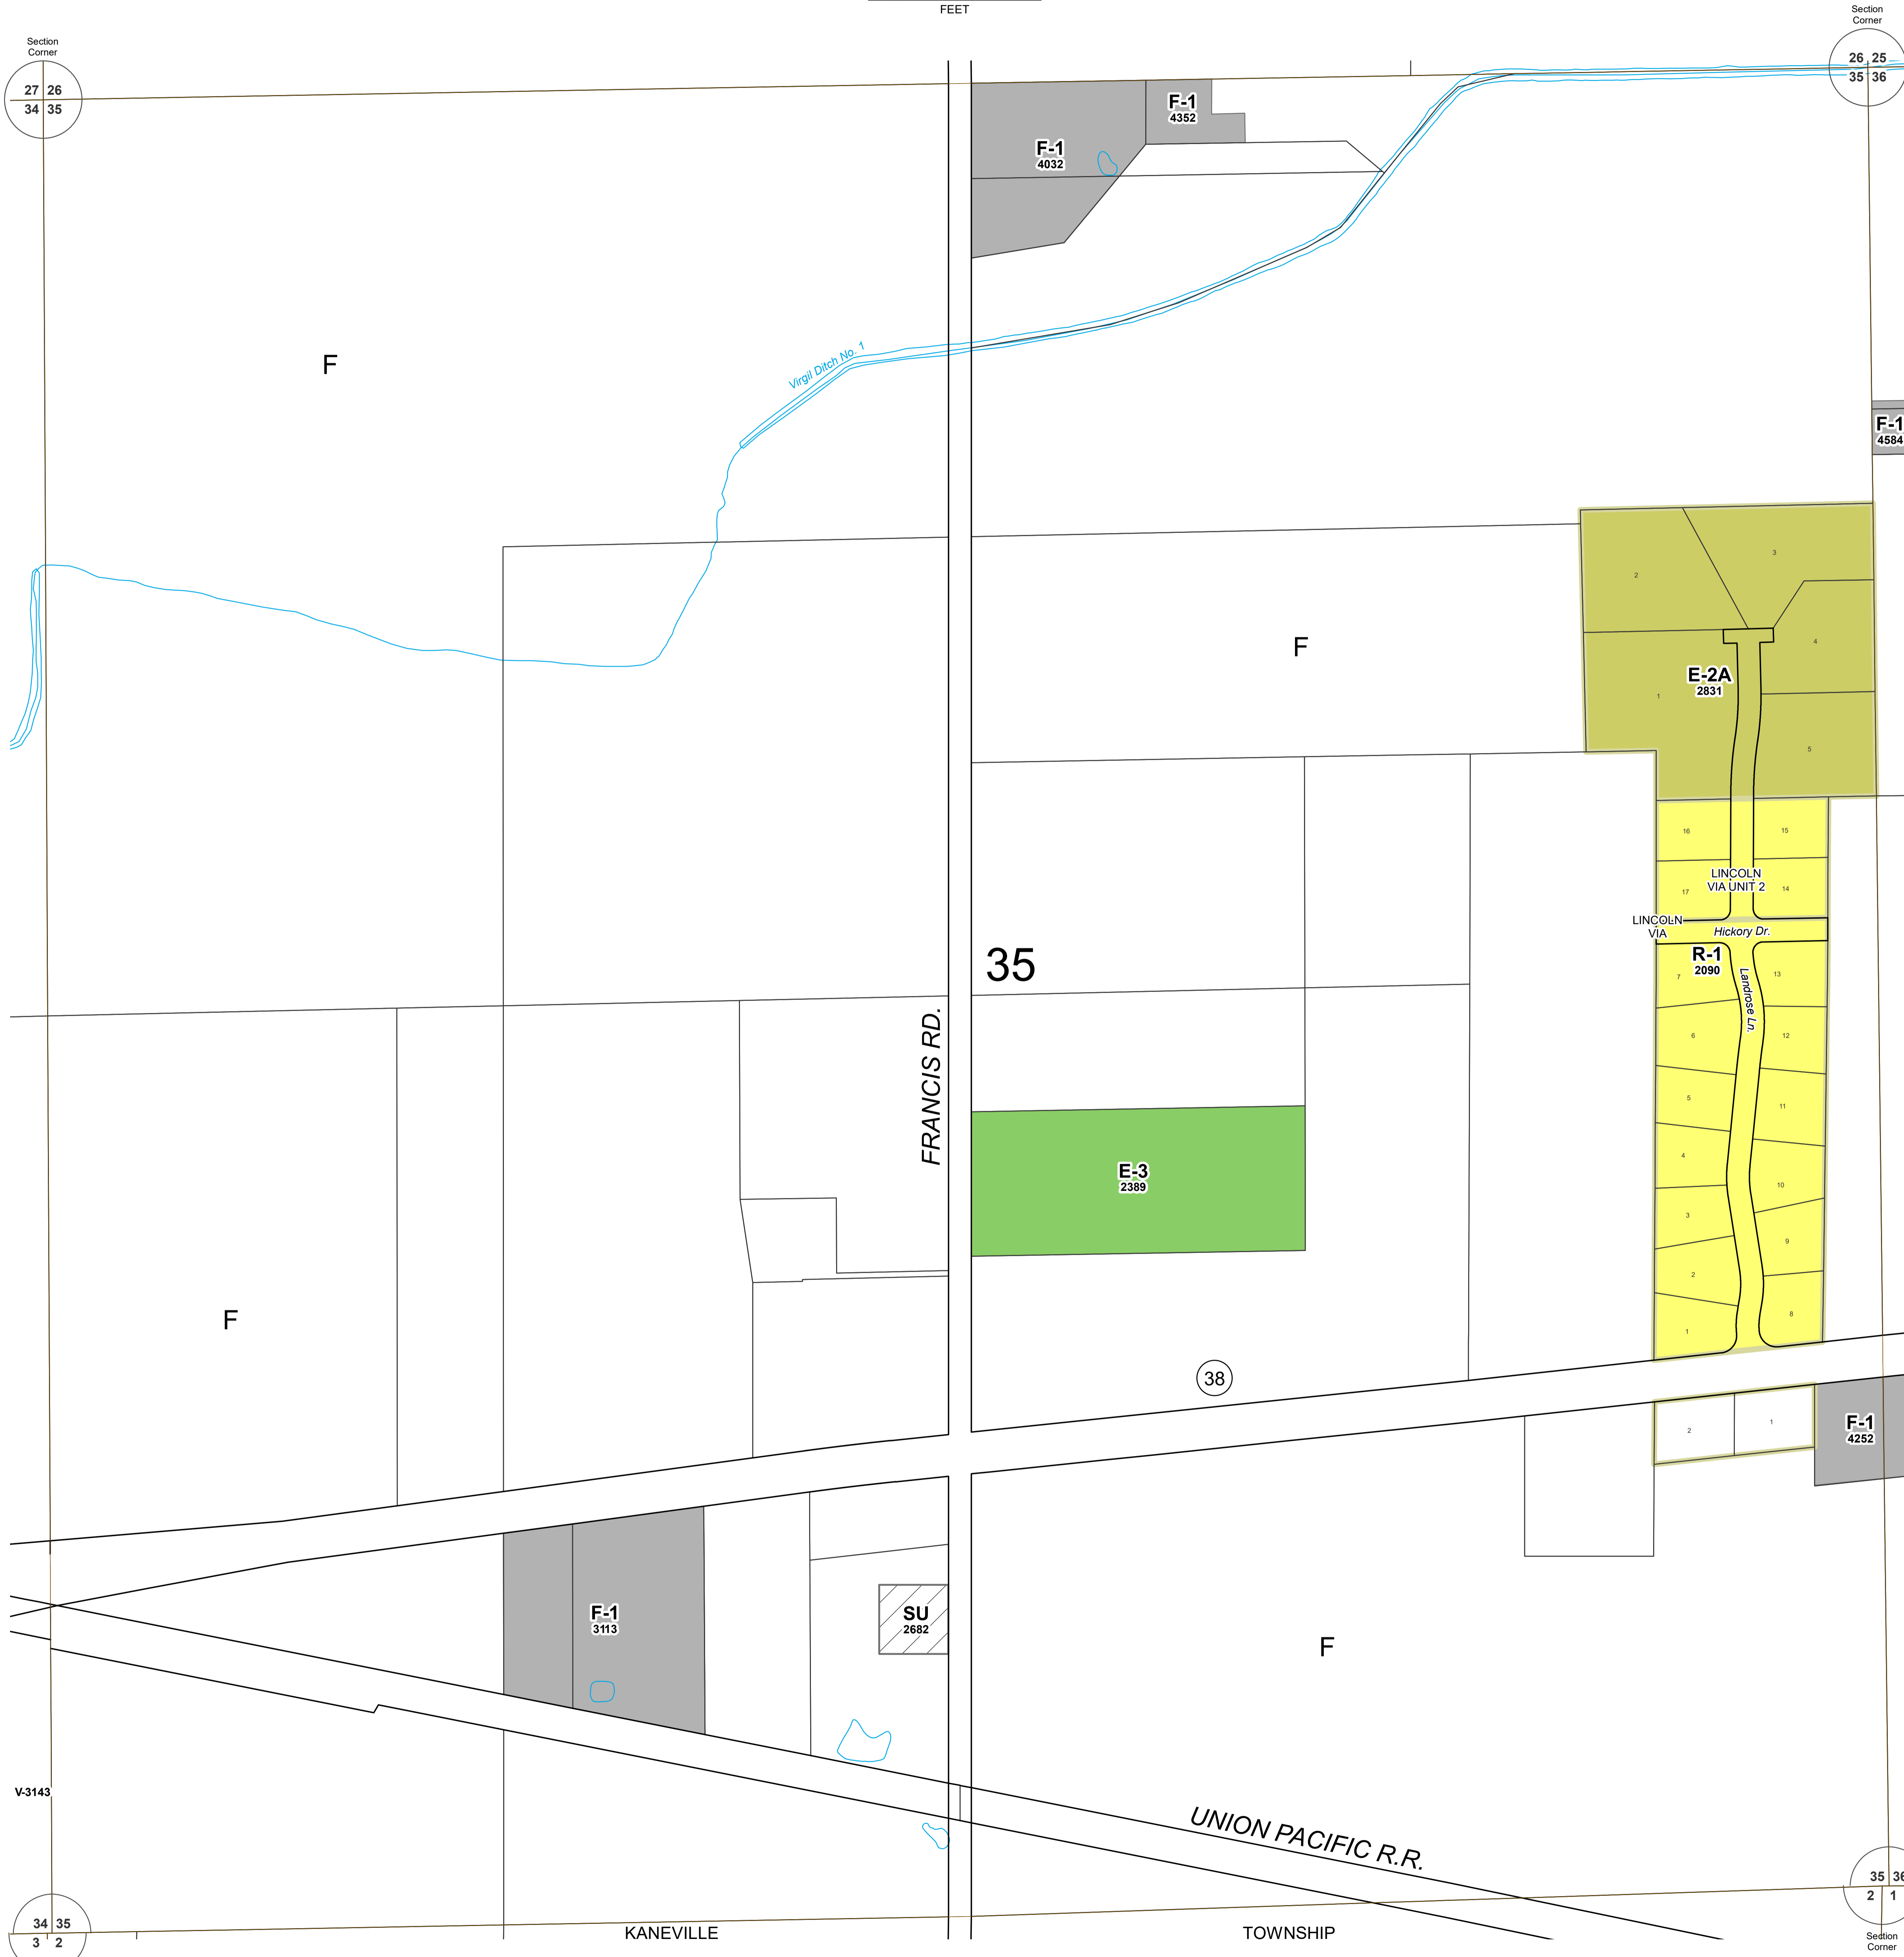 FEET
Section
Corner
Section
Corner
27 26
34 35
26 25
35 36
F-1
4352
F-1
4032
Virgil Ditch No. 1
F
F-1
4584
2
3
4
F
E-2A
2831
1
5
16
15
17
LINCOLN
VIA UNIT 2
14
LINCOLN
VIA
Hickory Dr.
R-1
2090
7
13
Landrose Ln.
35
FRANCIS RD.
6
12
5
11
4
10
3
9
2
8
1
E-3
2389
F
38
2
1
F-1
4252
F-1
3113
SU
2682
F
V-3143
UNION PACIFIC R.R.
34 35
3 2
KANEVILLE
TOWNSHIP
35 36
2 1
Section
Corner